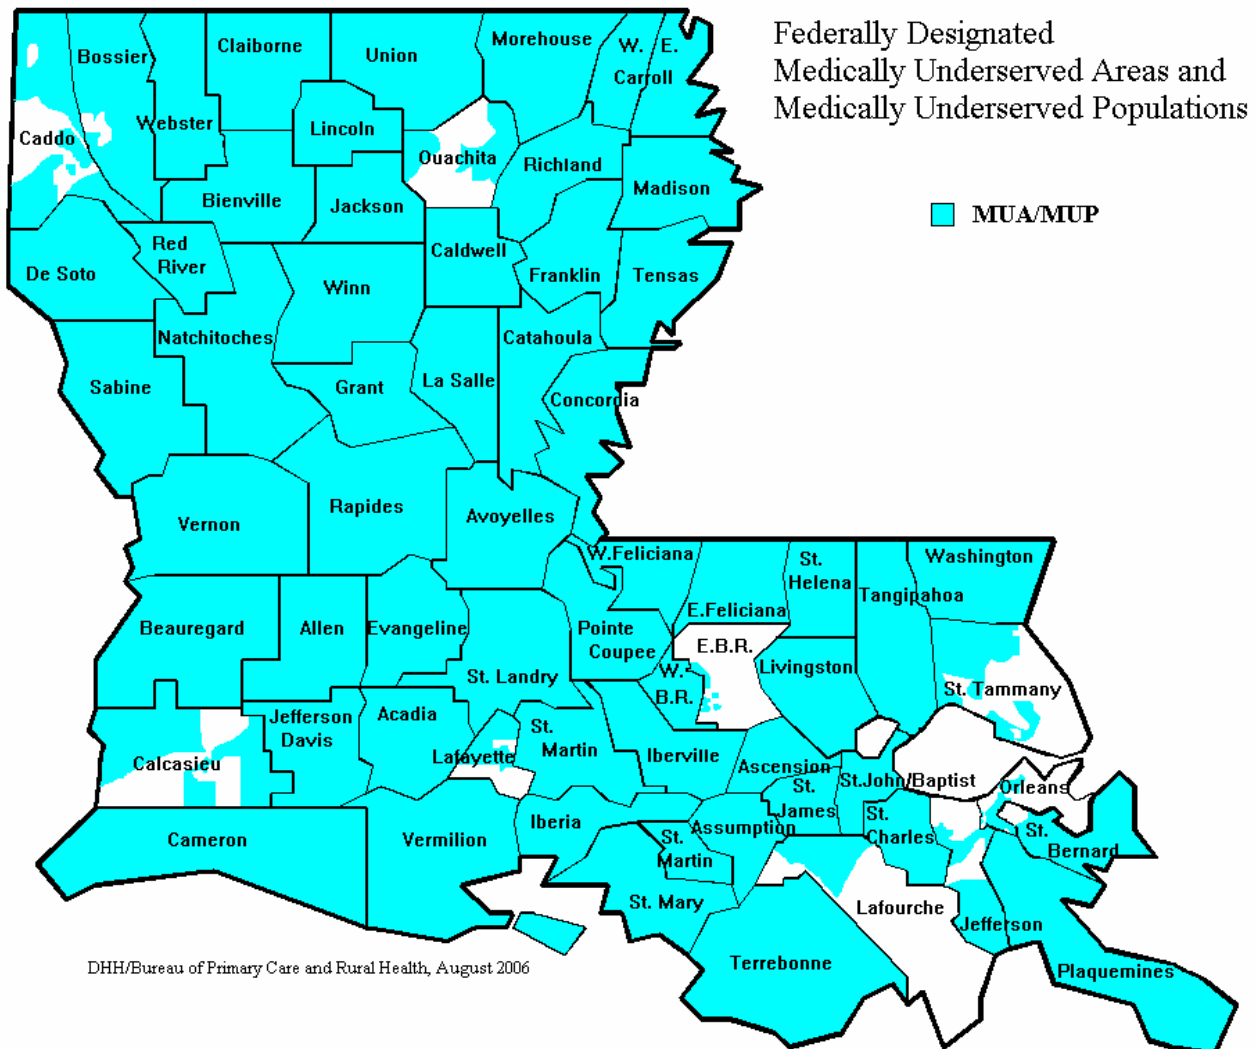 Federally Designated
Medically Underserved Areas and
Medically Underserved Populations
MUA/MUP
Caddo
Bossier
Webster
Claiborne
Union
Morehouse
W.
E.
Carroll
Lincoln
Ouachita
Richland
Madison
Bienville
Jackson
Red
River
De Soto
Winn
Caldwell
Franklin
Tensas
Natchitoches
Catahoula
Sabine
Grant
La Salle
Concordia
Vernon
Rapides
Avoyelles
W.Feliciana
E.Feliciana
St.
Helena
Tangipahoa
Washington
Beauregard
Allen
Evangeline
Pointe
Coupee
E.B.R.
W.
B.R.
Livingston
St. Landry
St. Tammany
Calcasieu
Jefferson
Davis
Acadia
Lafayette
St.
Martin
Iberville
Ascension
St.John/Baptist
Orleans
St.
James
St.
Charles
St.
Bernard
Cameron
Vermilion
Iberia
Assumption
St.
Martin
St. Mary
Lafourche
Jefferson
Terrebonne
Plaquemines
DHH/Bureau of Primary Care and Rural Health, August 2006